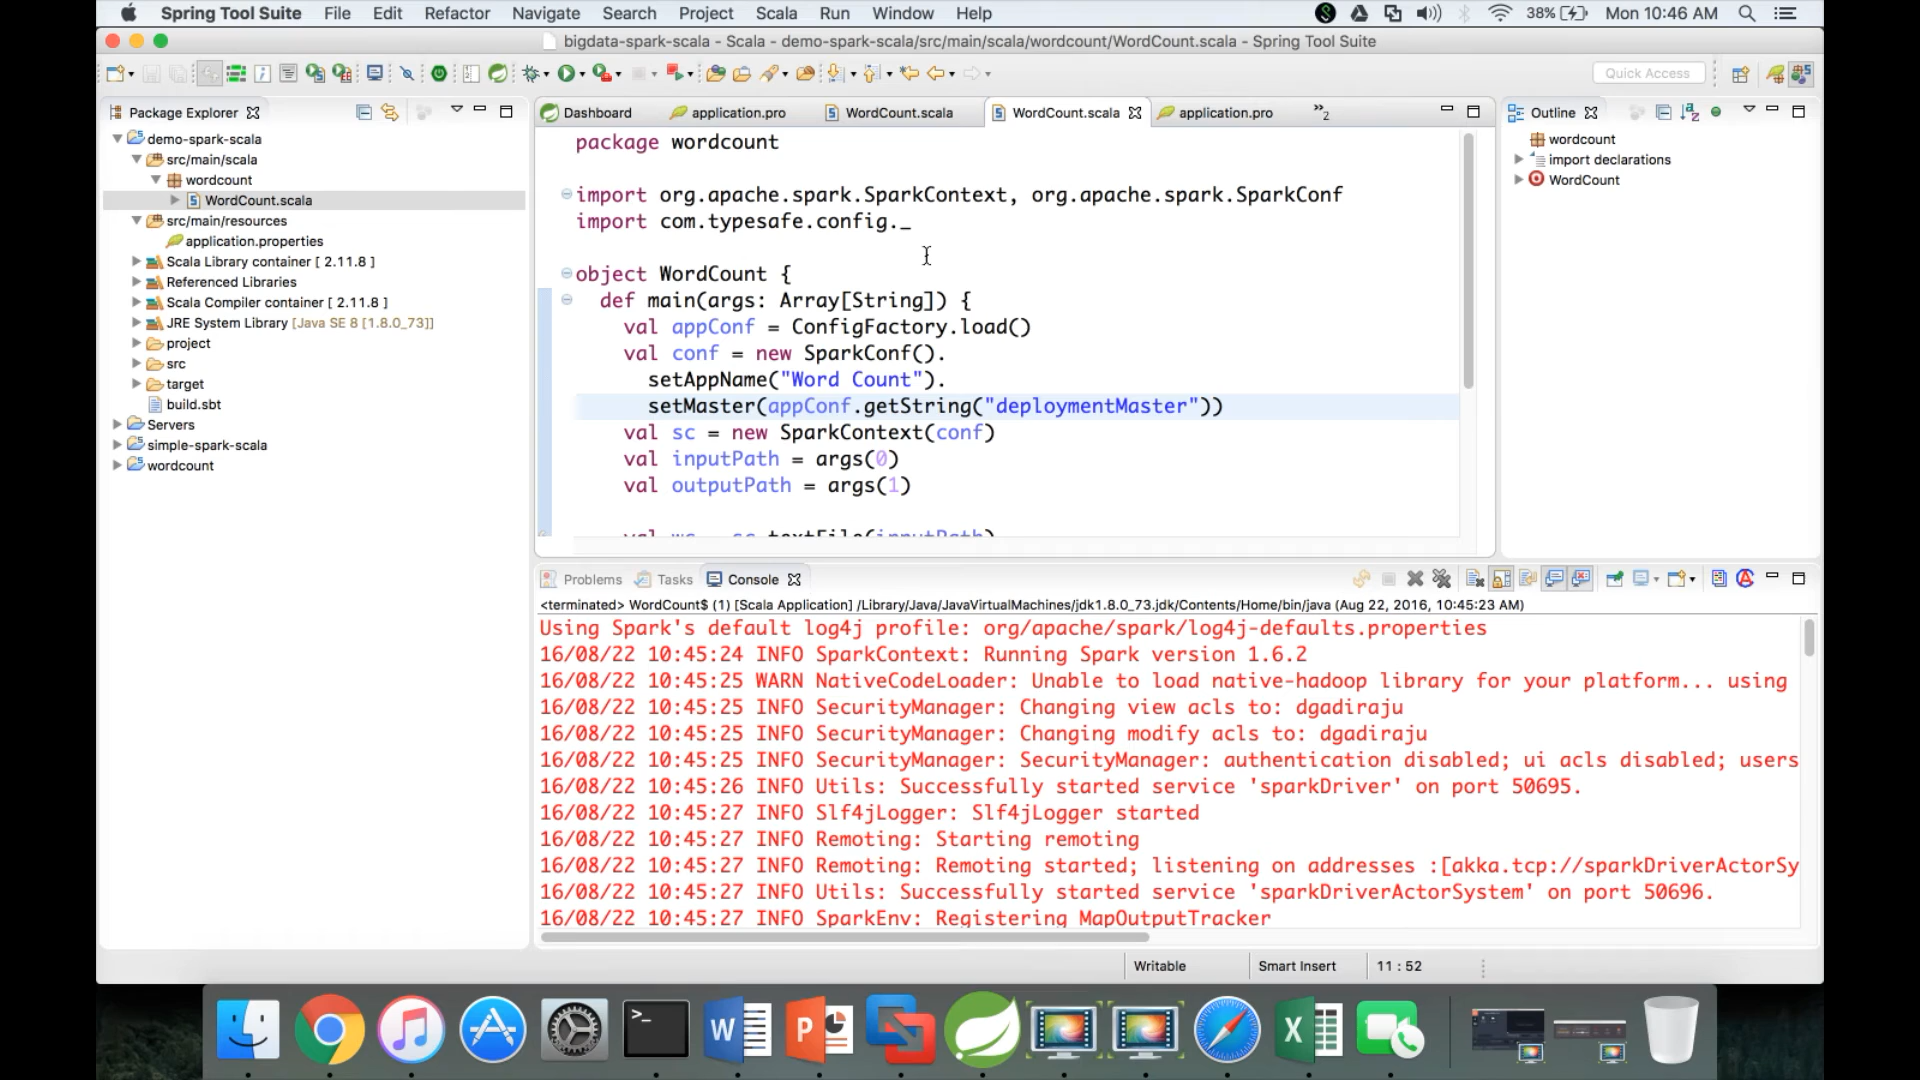 Spring Tool Suite File Edit Refactor Navigate Search Project Scala Run Window Help 38% Mon 10:46 AM
bigdata-spark-scala - Scala - demo-spark-scala/src/main/scala/wordcount/WordCount.scala - Spring Tool Suite
Quick Access
Package Explorer
demo-spark-scala
src/main/scala
wordcount
WordCount.scala
src/main/resources
application.properties
Scala Library container [ 2.11.8 ]
Referenced Libraries
Scala Compiler container [ 2.11.8 ]
JRE System Library [Java SE 8 [1.8.0_73]]
project
src
target
build.sbt
Servers
simple-spark-scala
wordcount
Dashboard application.pro WordCount.scala WordCount.scala application.pro "2
package wordcount
import org.apache.spark.SparkContext, org.apache.spark.SparkConf
import com.typesafe.config._
object WordCount {
def main(args: Array[String]) {
val appConf = ConfigFactory.load()
val conf = new SparkConf().
setAppName("Word Count").
setMaster(appConf.getString("deploymentMaster"))
val sc = new SparkContext(conf)
val inputPath = args(0)
val outputPath = args(1)
Outline
wordcount
import declarations
WordCount
Problems Tasks Console
<terminated> WordCount$ (1) [Scala Application] /Library/Java/JavaVirtualMachines/jdk1.8.0_73.jdk/Contents/Home/bin/java (Aug 22, 2016, 10:45:23 AM)
Using Spark's default log4j profile: org/apache/spark/log4j-defaults.properties
16/08/22 10:45:24 INFO SparkContext: Running Spark version 1.6.2
16/08/22 10:45:25 WARN NativeCodeLoader: Unable to load native-hadoop library for your platform... using
16/08/22 10:45:25 INFO SecurityManager: Changing view acls to: dgadiraju
16/08/22 10:45:25 INFO SecurityManager: Changing modify acls to: dgadiraju
16/08/22 10:45:25 INFO SecurityManager: SecurityManager: authentication disabled; ui acls disabled; users
16/08/22 10:45:26 INFO Utils: Successfully started service 'sparkDriver' on port 50695.
16/08/22 10:45:27 INFO Slf4jLogger: Slf4jLogger started
16/08/22 10:45:27 INFO Remoting: Starting remoting
16/08/22 10:45:27 INFO Remoting: Remoting started; listening on addresses :[akka.tcp://sparkDriverActorSy
16/08/22 10:45:27 INFO Utils: Successfully started service 'sparkDriverActorSystem' on port 50696.
16/08/22 10:45:27 INFO SparkEnv: Registering MapOutputTracker
Writable Smart Insert 11 : 52